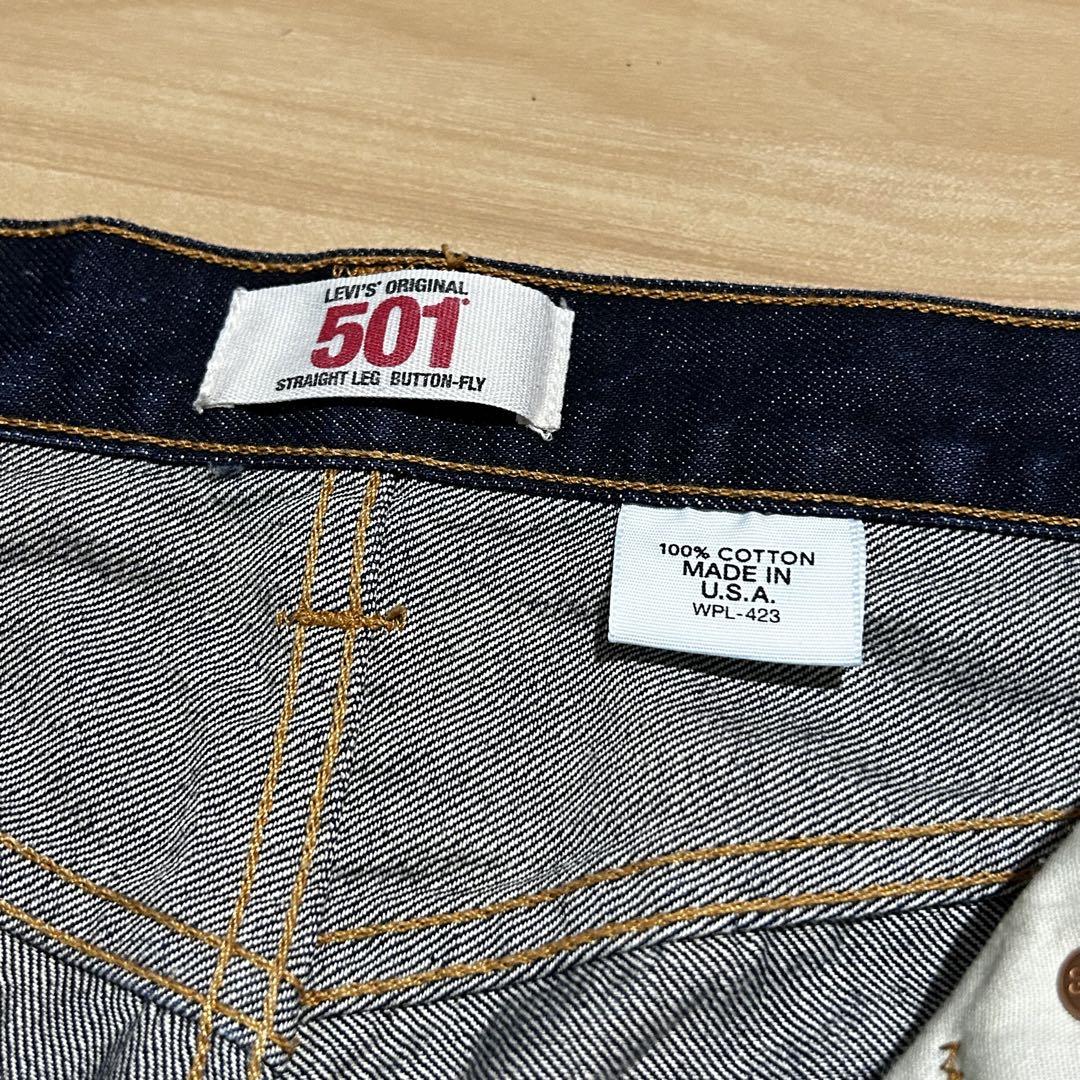 LEVI'S® ORIGINAL
501®
STRAIGHT LEG BUTTON-FLY
100% COTTON
MADE IN
U.S.A.
WPL-423